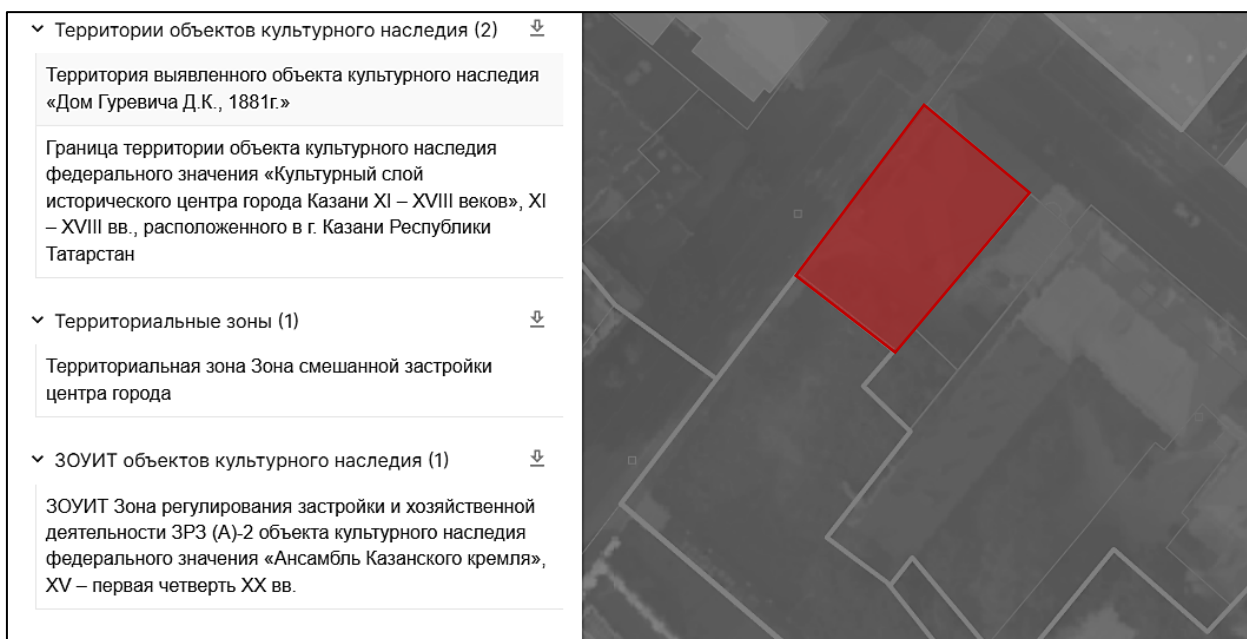 Территории объектов культурного наследия (2)
Территория выявленного объекта культурного наследия
«Дом Гуревича Д.К., 1881г.»
Граница территории объекта культурного наследия
федерального значения «Культурный слой
исторического центра города Казани XI – XVIII веков», XI
– XVIII вв., расположенного в г. Казани Республики
Татарстан
Территориальные зоны (1)
Территориальная зона Зона смешанной застройки
центра города
ЗОУИТ объектов культурного наследия (1)
ЗОУИТ Зона регулирования застройки и хозяйственной
деятельности ЗРЗ (А)-2 объекта культурного наследия
федерального значения «Ансамбль Казанского кремля»,
XV – первая четверть XX вв.